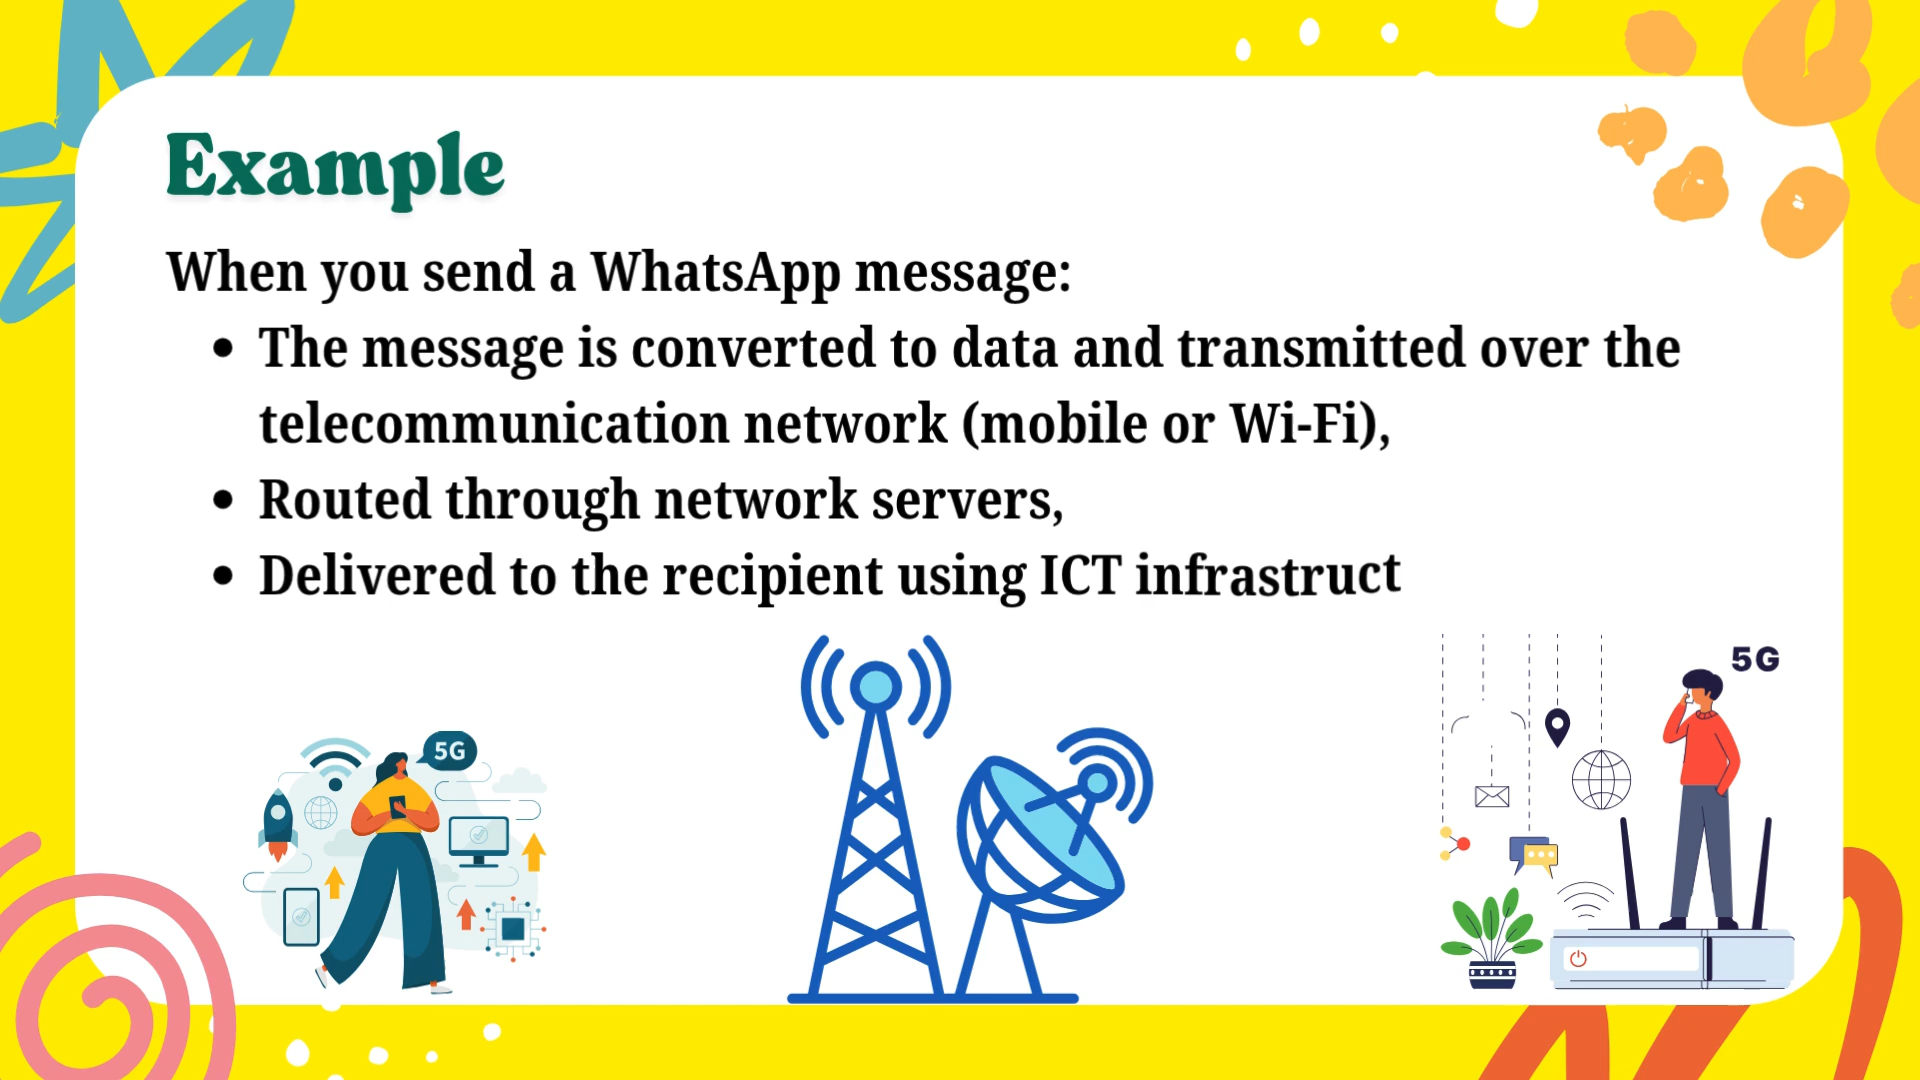 Example
When you send a WhatsApp message:
• The message is converted to data and transmitted over the
telecommunication network (mobile or Wi-Fi),
• Routed through network servers,
• Delivered to the recipient using ICT infrastruct
5G
5G